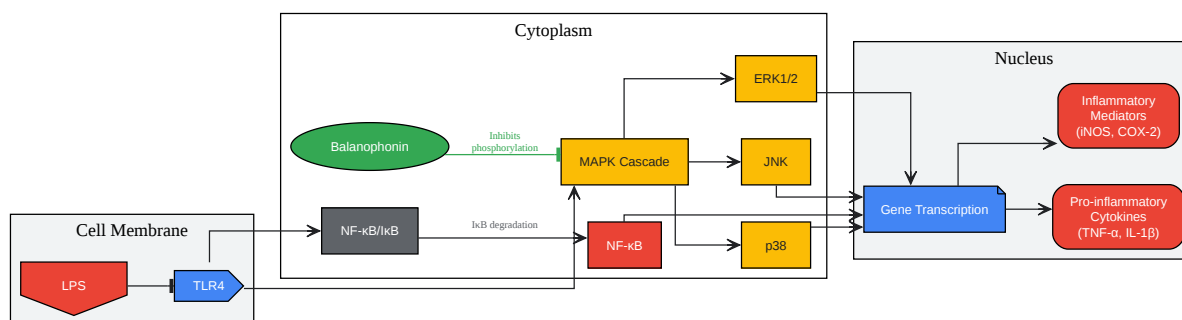 Cytoplasm
Nucleus
ERK1/2
Inflammatory
Mediators
(iNOS, COX-2)
Inhibits
phosphorylation
Balanophonin
MAPK Cascade
JNK
Pro-inflammatory
Cytokines
(TNF-α, IL-1β)
Gene Transcription
Cell Membrane
NF-κB/IκB
IκB degradation
NF-κB
p38
LPS
TLR4